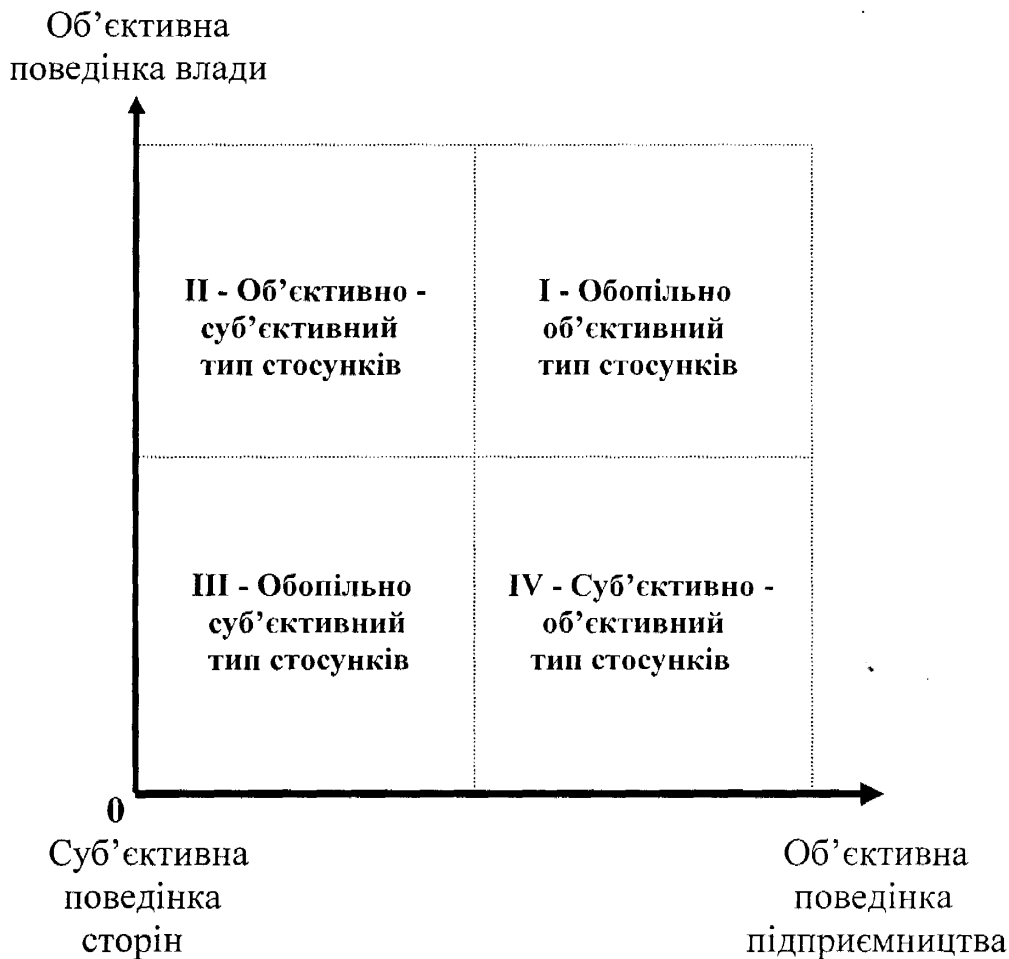 Об’єктивна
поведінка влади
II - Об’єктивно -
суб’єктивний
тип стосунків
I - Обопільно
об’єктивний
тип стосунків
III - Обопільно
суб’єктивний
тип стосунків
IV - Суб’єктивно -
об’єктивний
тип стосунків
0
Суб’єктивна
поведінка
сторін
Об’єктивна
поведінка
підприємництва